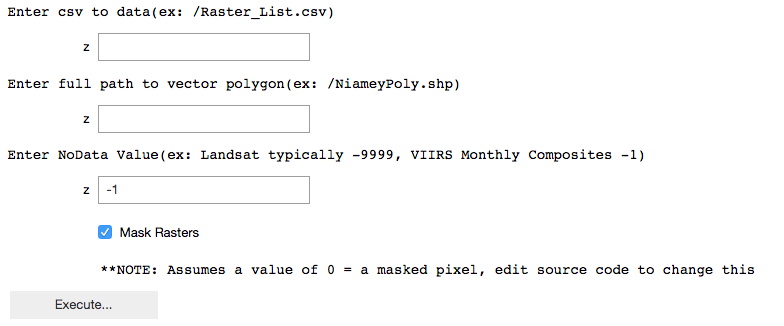 Enter csv to data(ex: /Raster_List.csv)
z
Enter full path to vector polygon(ex: /NiameyPoly.shp)
z
Enter NoData Value(ex: Landsat typically -9999, VIIRS Monthly Composites -1)
z -1
Mask Rasters
**NOTE: Assumes a value of 0 = a masked pixel, edit source code to change this
Execute...